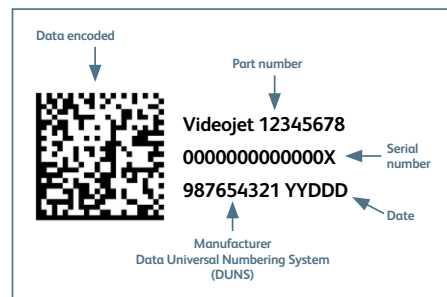 Data encoded
Part number
Videojet 12345678
0000000000000X
Serial
number
987654321 YYDDD
Date
Manufacturer
Data Universal Numbering System
(DUNS)